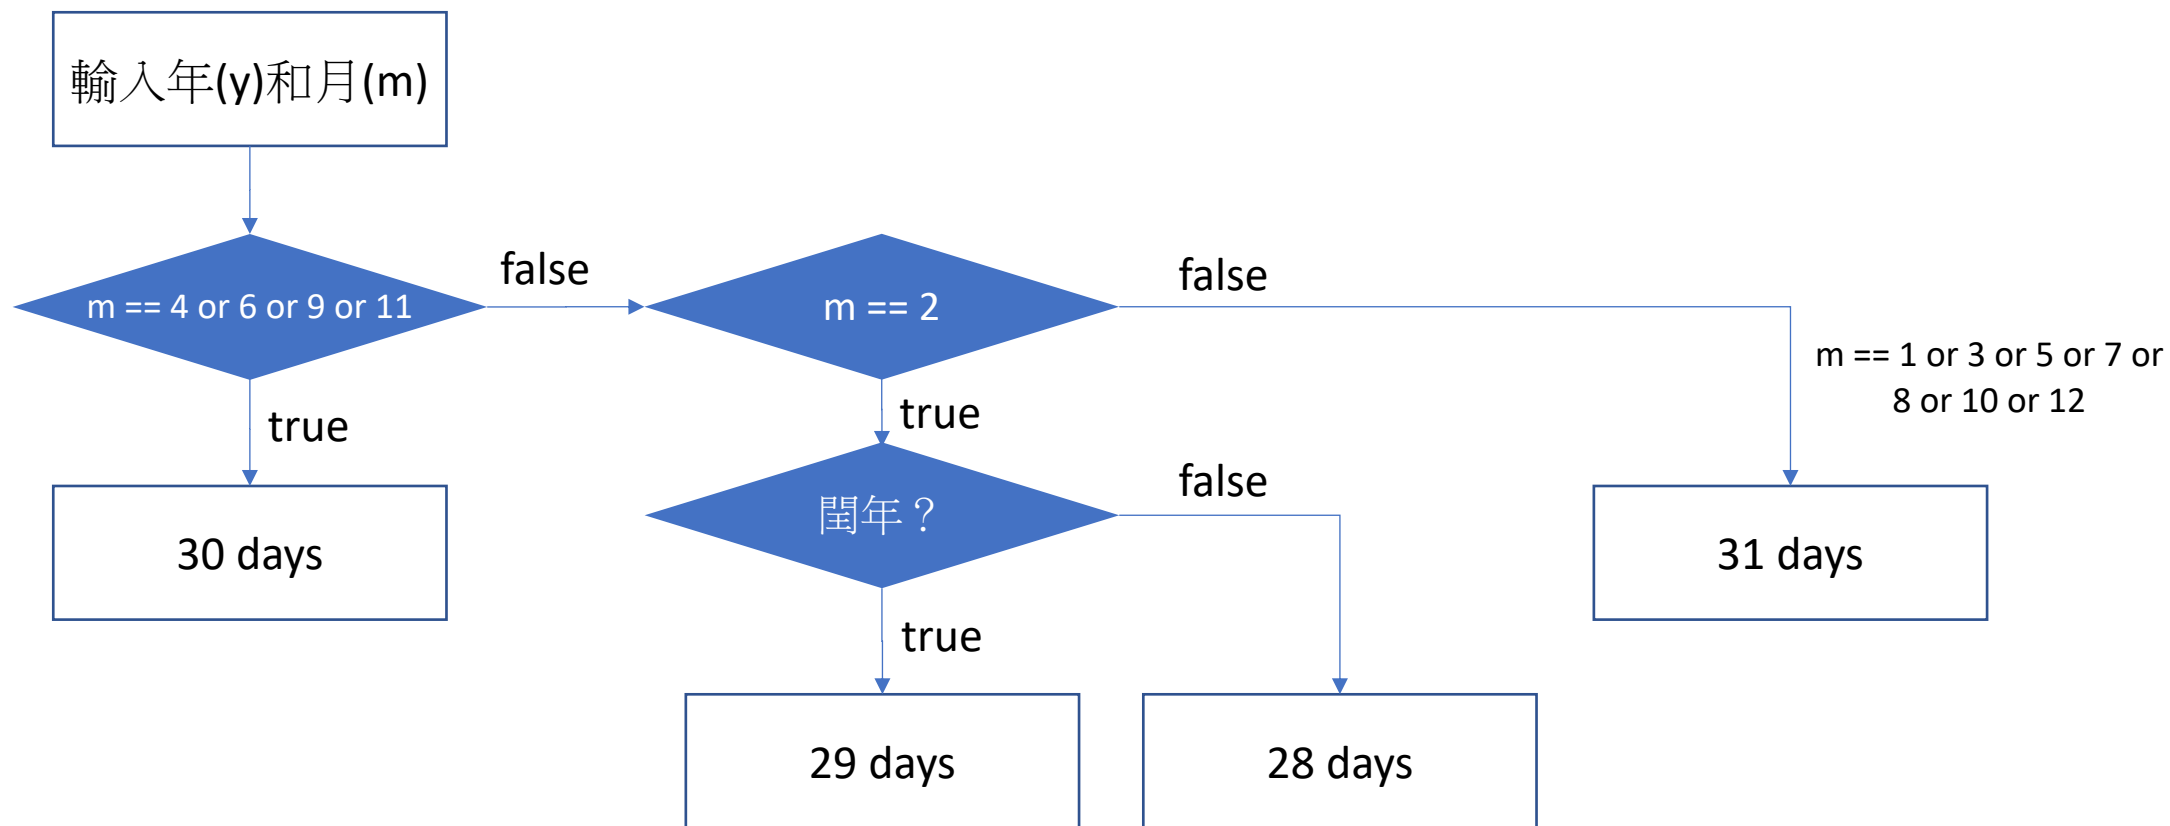 輸入年(y)和月(m)
m == 4 or 6 or 9 or 11
false
m == 2
false
m == 1 or 3 or 5 or 7 or
8 or 10 or 12
true
true
30 days
閏年？
false
31 days
true
29 days
28 days